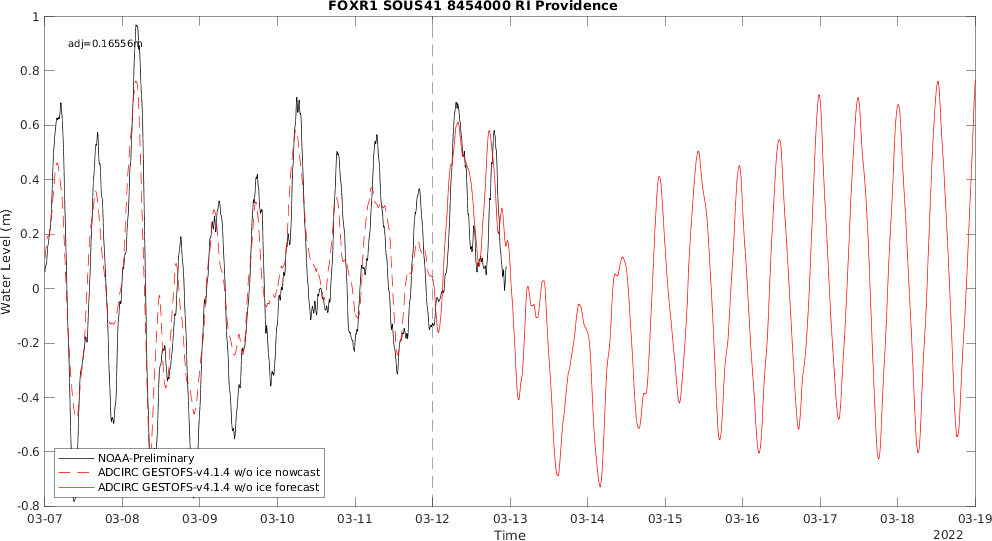 FOXR1 SOUS41 8454000 RI Providence
adj=0.16556m
Water Level (m)
1
0.8
0.6
0.4
0.2
0
-0.2
-0.4
-0.6
-0.8
NOAA-Preliminary
ADCIRC GESTOFS-v4.1.4 w/o ice nowcast
ADCIRC GESTOFS-v4.1.4 w/o ice forecast
03-07 03-08 03-09 03-10 03-11 03-12 03-13 03-14 03-15 03-16 03-17 03-18 03-19
Time
2022